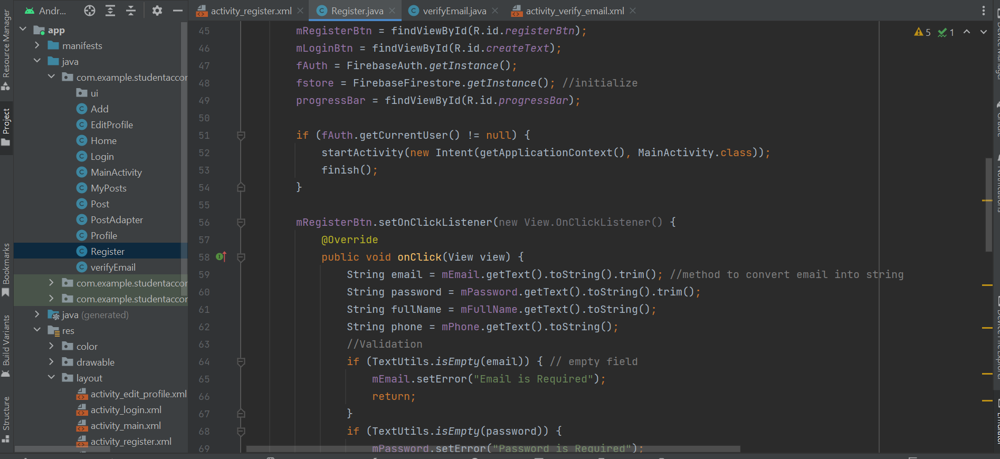 Andr...
activity_register.xml
Register.java
verifyEmail.java
activity_verify_email.xml
Resource Manager
Project
Bookmarks
Build Variants
Structure
app
manifests
java
com.example.studentaccor
ui
Add
EditProfile
Home
Login
MainActivity
MyPosts
Post
PostAdapter
Profile
Register
verifyEmail
com.example.studentaccor
com.example.studentaccor
java (generated)
res
color
drawable
layout
activity_edit_profile.xml
activity_login.xml
activity_main.xml
activity_register.xml
5 1
45 mRegisterBtn = findViewById(R.id.registerBtn);
46 mLoginBtn = findViewById(R.id.createText);
47 fAuth = FirebaseAuth.getInstance();
48 fstore = FirebaseFirestore.getInstance(); //initialize
49 progressBar = findViewById(R.id.progressBar);
50
51 if (fAuth.getCurrentUser() != null) {
52 startActivity(new Intent(getApplicationContext(), MainActivity.class));
53 finish();
54 }
55
56 mRegisterBtn.setOnClickListener(new View.OnClickListener() {
57 @Override
58 public void onClick(View view) {
59 String email = mEmail.getText().toString().trim(); //method to convert email into string
60 String password = mPassword.getText().toString().trim();
61 String fullName = mFullName.getText().toString();
62 String phone = mPhone.getText().toString();
63 //Validation
64 if (TextUtils.isEmpty(email)) { // empty field
65 mEmail.setError("Email is Required");
66 return;
67 }
68 if (TextUtils.isEmpty(password)) {
69 mPassword.setError("Password is Required");